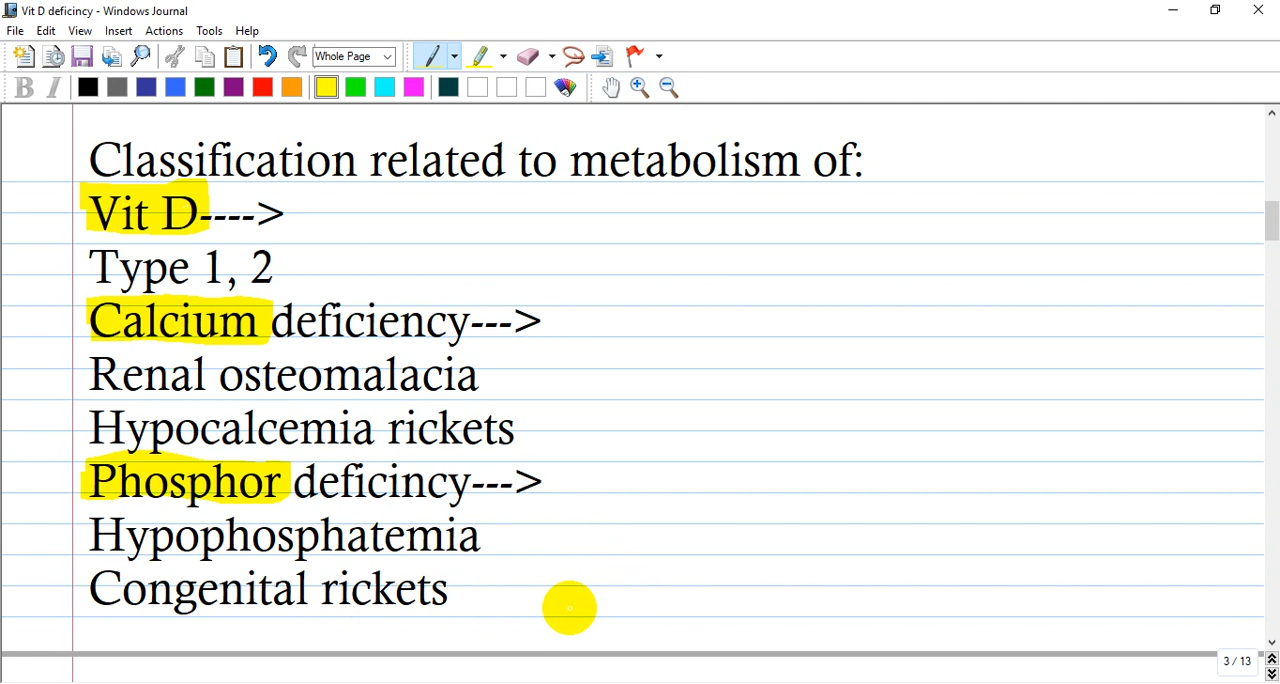 Vit D deficincy - Windows Journal
File Edit View Insert Actions Tools Help
Whole Page
B I
Classification related to metabolism of:
Vit D---->
Type 1, 2
Calcium deficiency--->
Renal osteomalacia
Hypocalcemia rickets
Phosphor deficincy--->
Hypophosphatemia
Congenital rickets
3 / 13